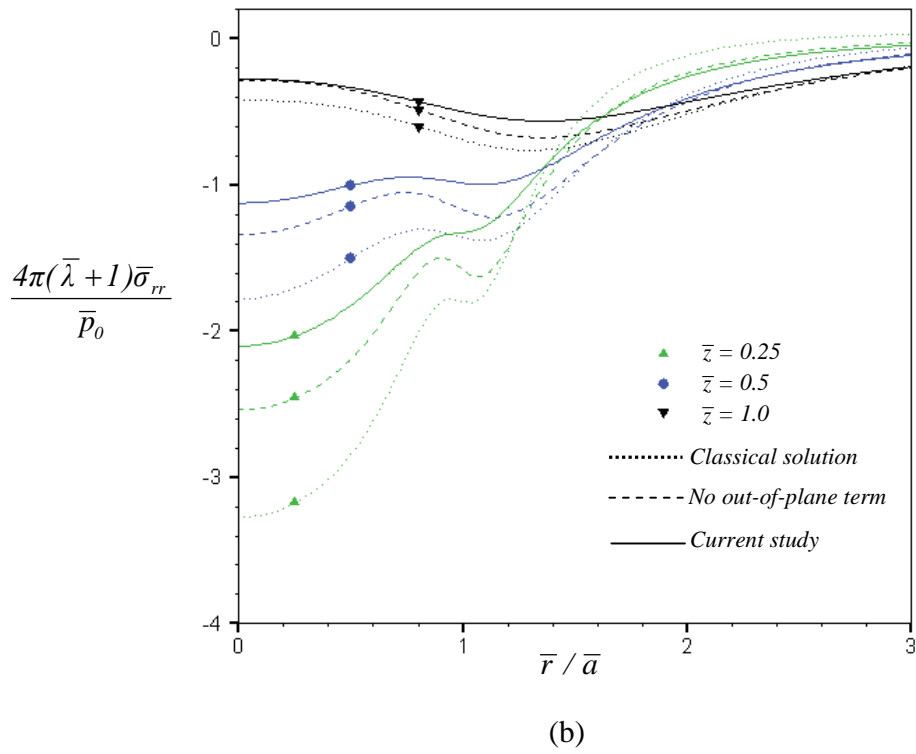 0
-1
-2
-3
-4
4π(λ̅ +1)σ̅rr
p̅0
z̅ = 0.25
z̅ = 0.5
z̅ = 1.0
Classical solution
No out-of-plane term
Current study
0 1 2 3
r̅ / a̅
(b)